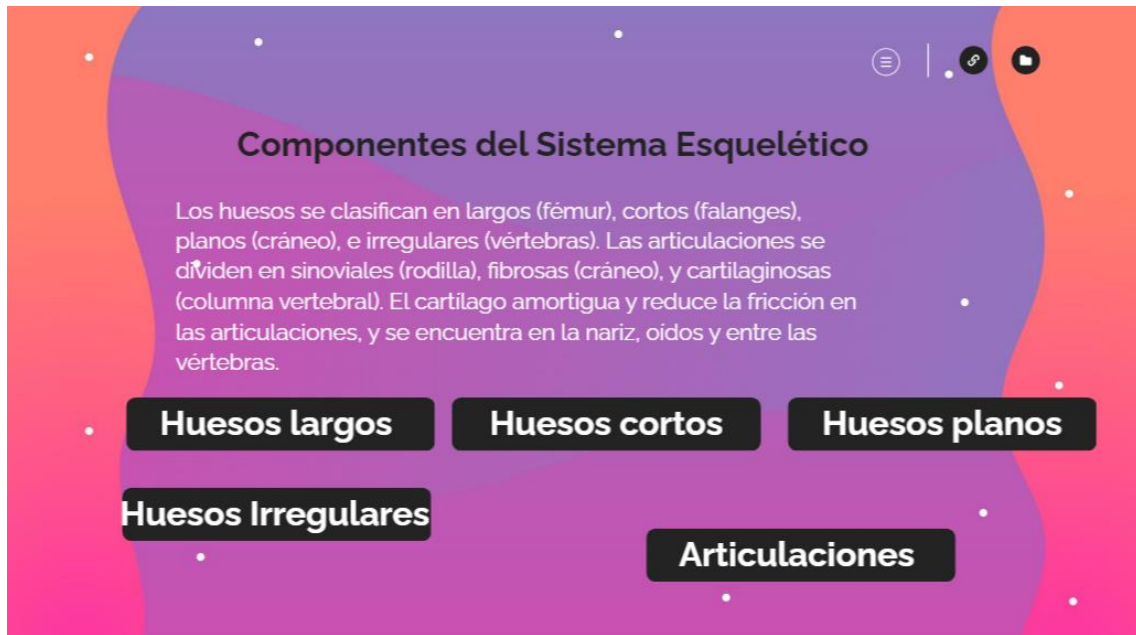 Componentes del Sistema Esquelético
Los huesos se clasifican en largos (fémur), cortos (falanges),
planos (cráneo), e irregulares (vértebras). Las articulaciones se
dividen en sinoviales (rodilla), fibrosas (cráneo), y cartilaginosas
(columna vertebral). El cartílago amortigua y reduce la fricción en
las articulaciones, y se encuentra en la nariz, oídos y entre las
vértebras.
Huesos largos
Huesos cortos
Huesos planos
Huesos Irregulares
Articulaciones